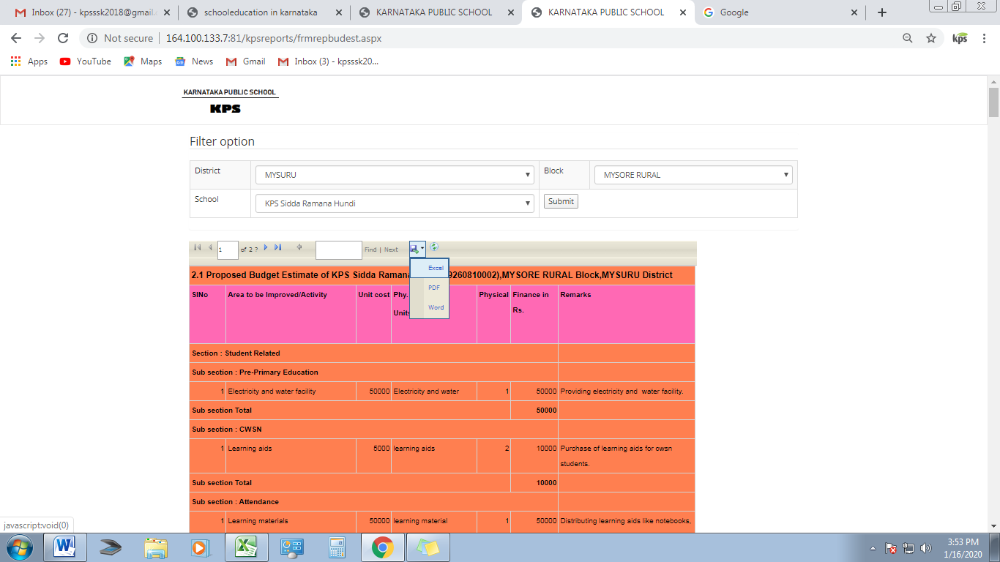 Inbox (27) - kpsssk2018@gmail.
schooleducation in karnataka
KARNATAKA PUBLIC SCHOOL
KARNATAKA PUBLIC SCHOOL
Google
Not secure
164.100.133.7:81/kpsreports/frmrepbudest.aspx
kps
Apps
YouTube
Maps
News
Gmail
Inbox (3) - kpsssk20...
KARNATAKA PUBLIC SCHOOL
KPS
Filter option
District
MYSURU
Block
MYSORE RURAL
School
KPS Sidda Ramana Hundi
Submit
1
of 2 ?
Find | Next
Excel
PDF
Word
2.1 Proposed Budget Estimate of KPS Sidda Ramana 9260810002),MYSORE RURAL Block,MYSURU District
SlNo Area to be Improved/Activity Unit cost Phy. Physical Finance in Remarks
Units Rs.
Section : Student Related
Sub section : Pre-Primary Education
1 Electricity and water facility 50000 Electricity and water 1 50000 Providing electricity and water facility.
Sub section Total 50000
Sub section : CWSN
1 Learning aids 5000 learning aids 2 10000 Purchase of learning aids for cwsn
students.
Sub section Total 10000
Sub section : Attendance
1 Learning materials 50000 learning material 1 50000 Distributing learning aids like notebooks,
javascript:void(0)
3:53 PM
1/16/2020